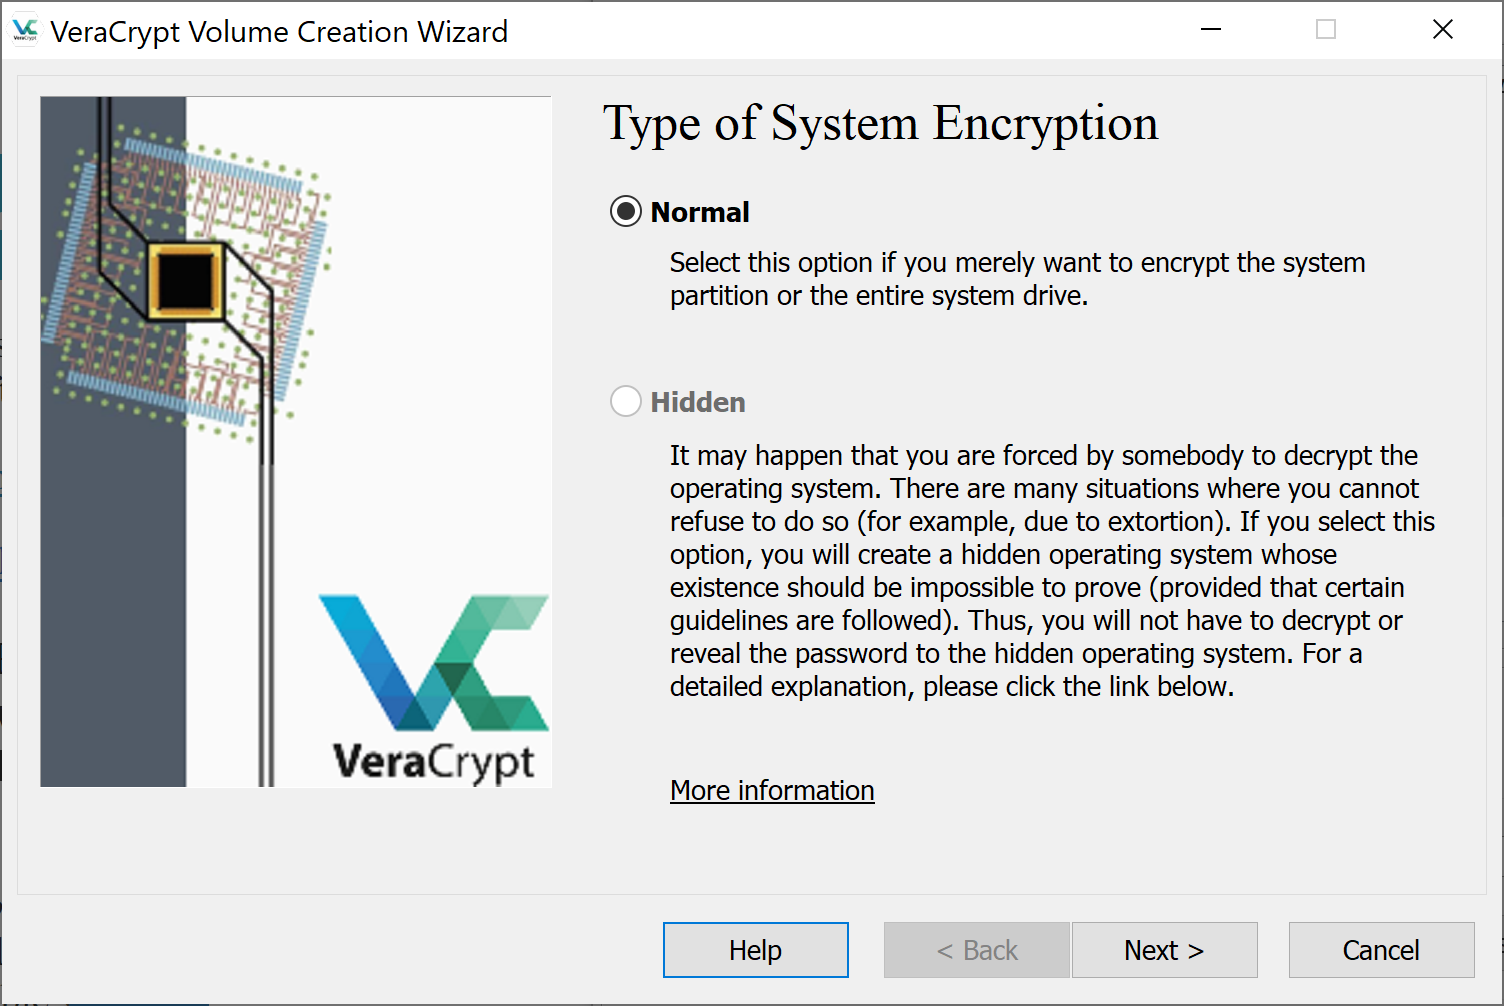 VeraCrypt Volume Creation Wizard
Type of System Encryption
Normal
Select this option if you merely want to encrypt the system
partition or the entire system drive.
Hidden
It may happen that you are forced by somebody to decrypt the
operating system. There are many situations where you cannot
refuse to do so (for example, due to extortion). If you select this
option, you will create a hidden operating system whose
existence should be impossible to prove (provided that certain
guidelines are followed). Thus, you will not have to decrypt or
reveal the password to the hidden operating system. For a
detailed explanation, please click the link below.
VeraCrypt
More information
Help
< Back
Next >
Cancel